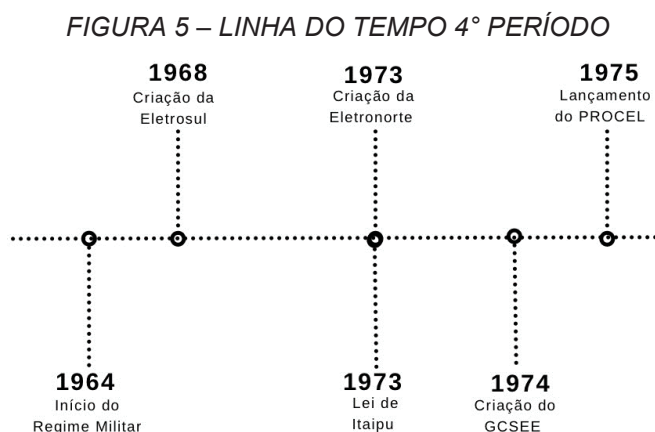 FIGURA 5 – LINHA DO TEMPO 4° PERÍODO
1968
Criação da
Eletrosul
1973
Criação da
Eletronorte
1975
Lançamento
do PROCEL
1964
Início do
Regime Militar
1973
Lei de
Itaipu
1974
Criação do
GCSEE